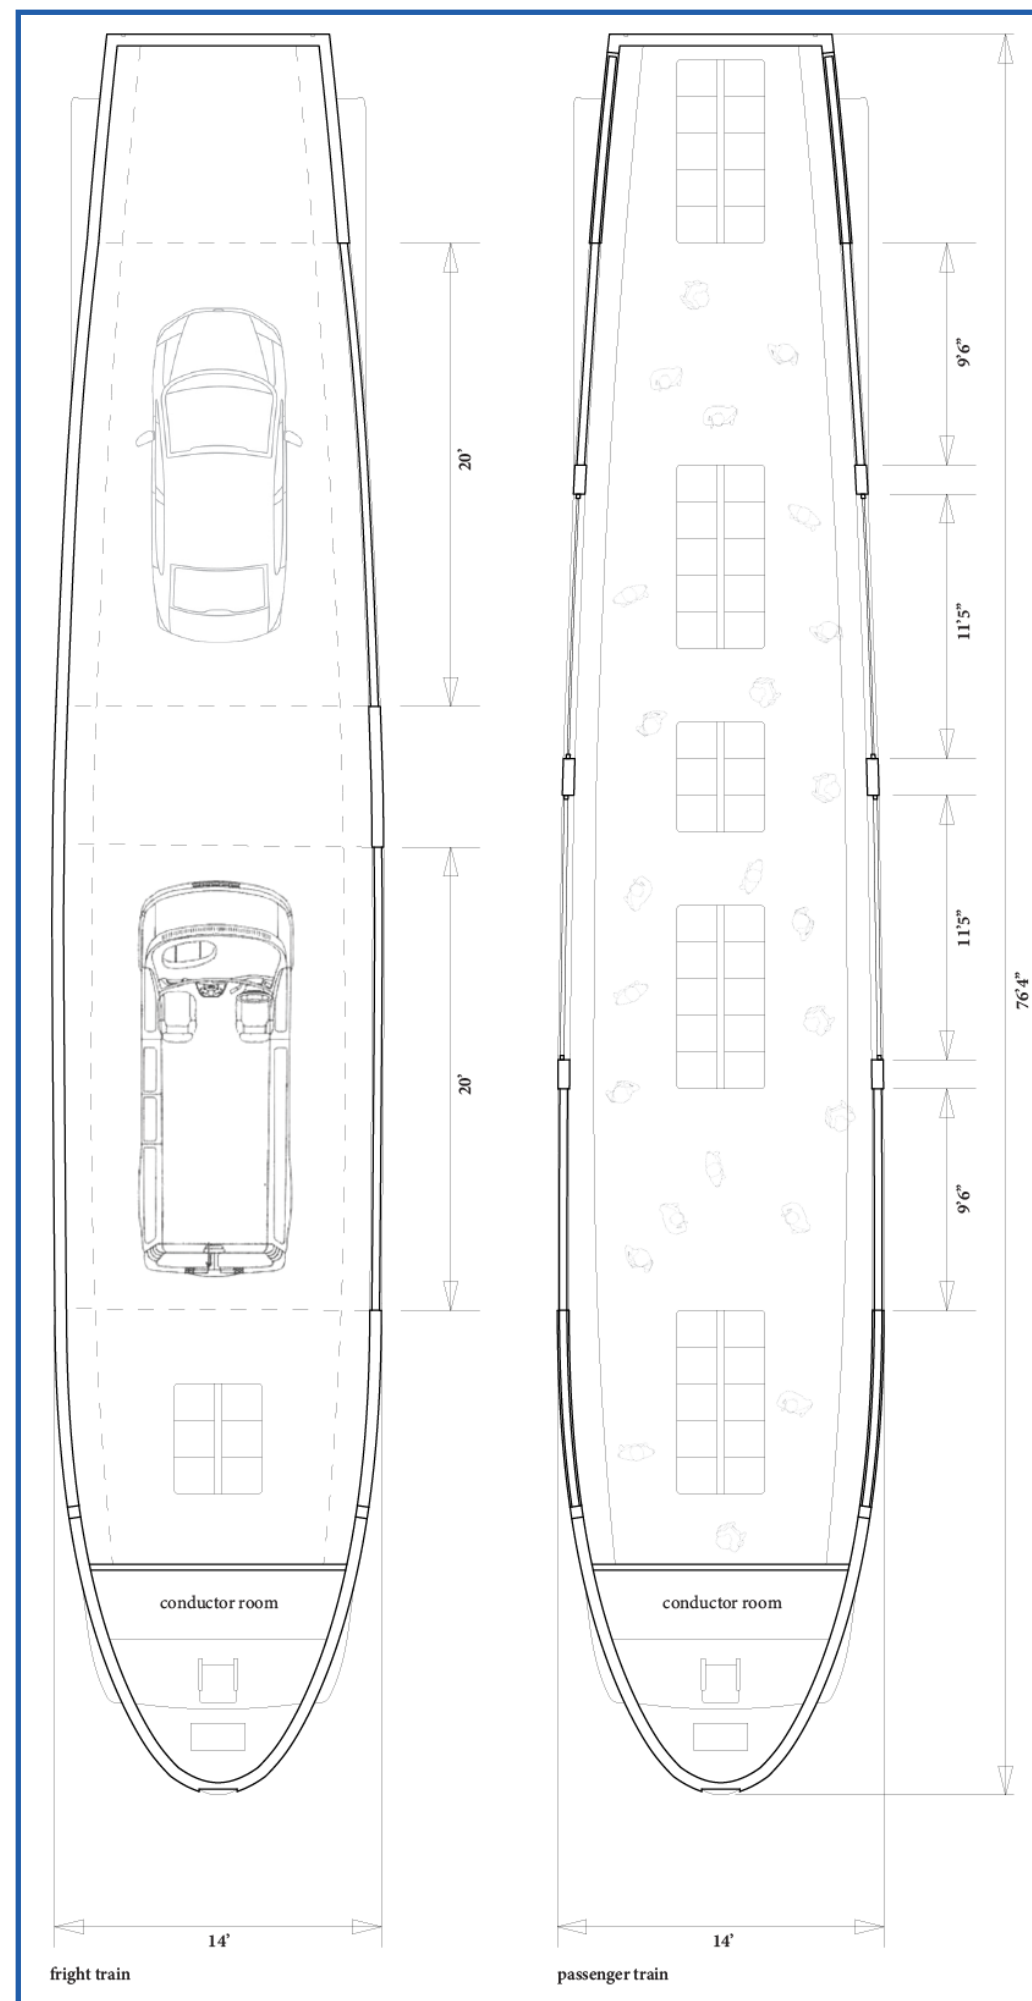 20’
20’
conductor room
14’
fright train
9’6”
11’5”
11’5”
9’6”
76’4”
conductor room
14’
passenger train